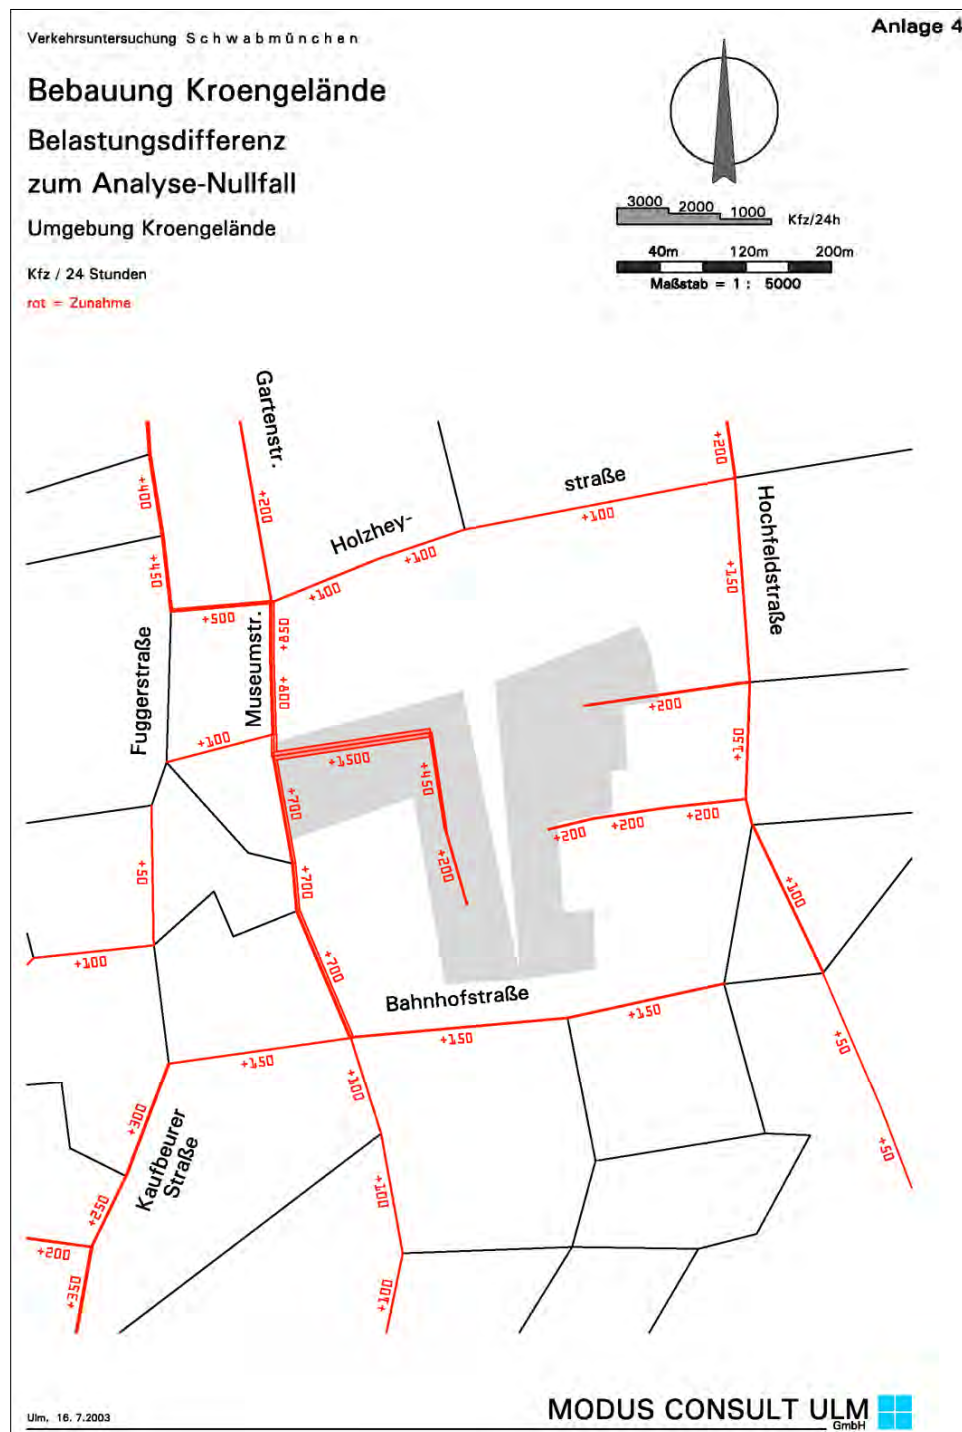 Anlage 4
Verkehrsuntersuchung Schwabmünchen
Bebauung Kroengelände
Belastungsdifferenz
zum Analyse-Nullfall
Umgebung Kroengelände
Kfz / 24 Stunden
rot = Zunahme
3000 2000 1000 Kfz/24h
40m 120m 200m
Maßstab = 1 : 5000
Gartenstr.
+200
+400
+200
straße
Hochfeldstraße
+100
Holzhey-
+100
+450
+150
+100
+500
Museumstr.
+850
Fuggerstraße
+800
+200
+100
+150
+1500
+450
+700
+200
+200
+200
+200
+50
+700
+100
+100
+700
Bahnhofstraße
+150
+150
+50
+150
+100
+300
Kaufbeurer
Straße
+50
+100
+250
+200
+350
+100
Ulm, 16.7.2003
MODUS CONSULT ULM
GmbH